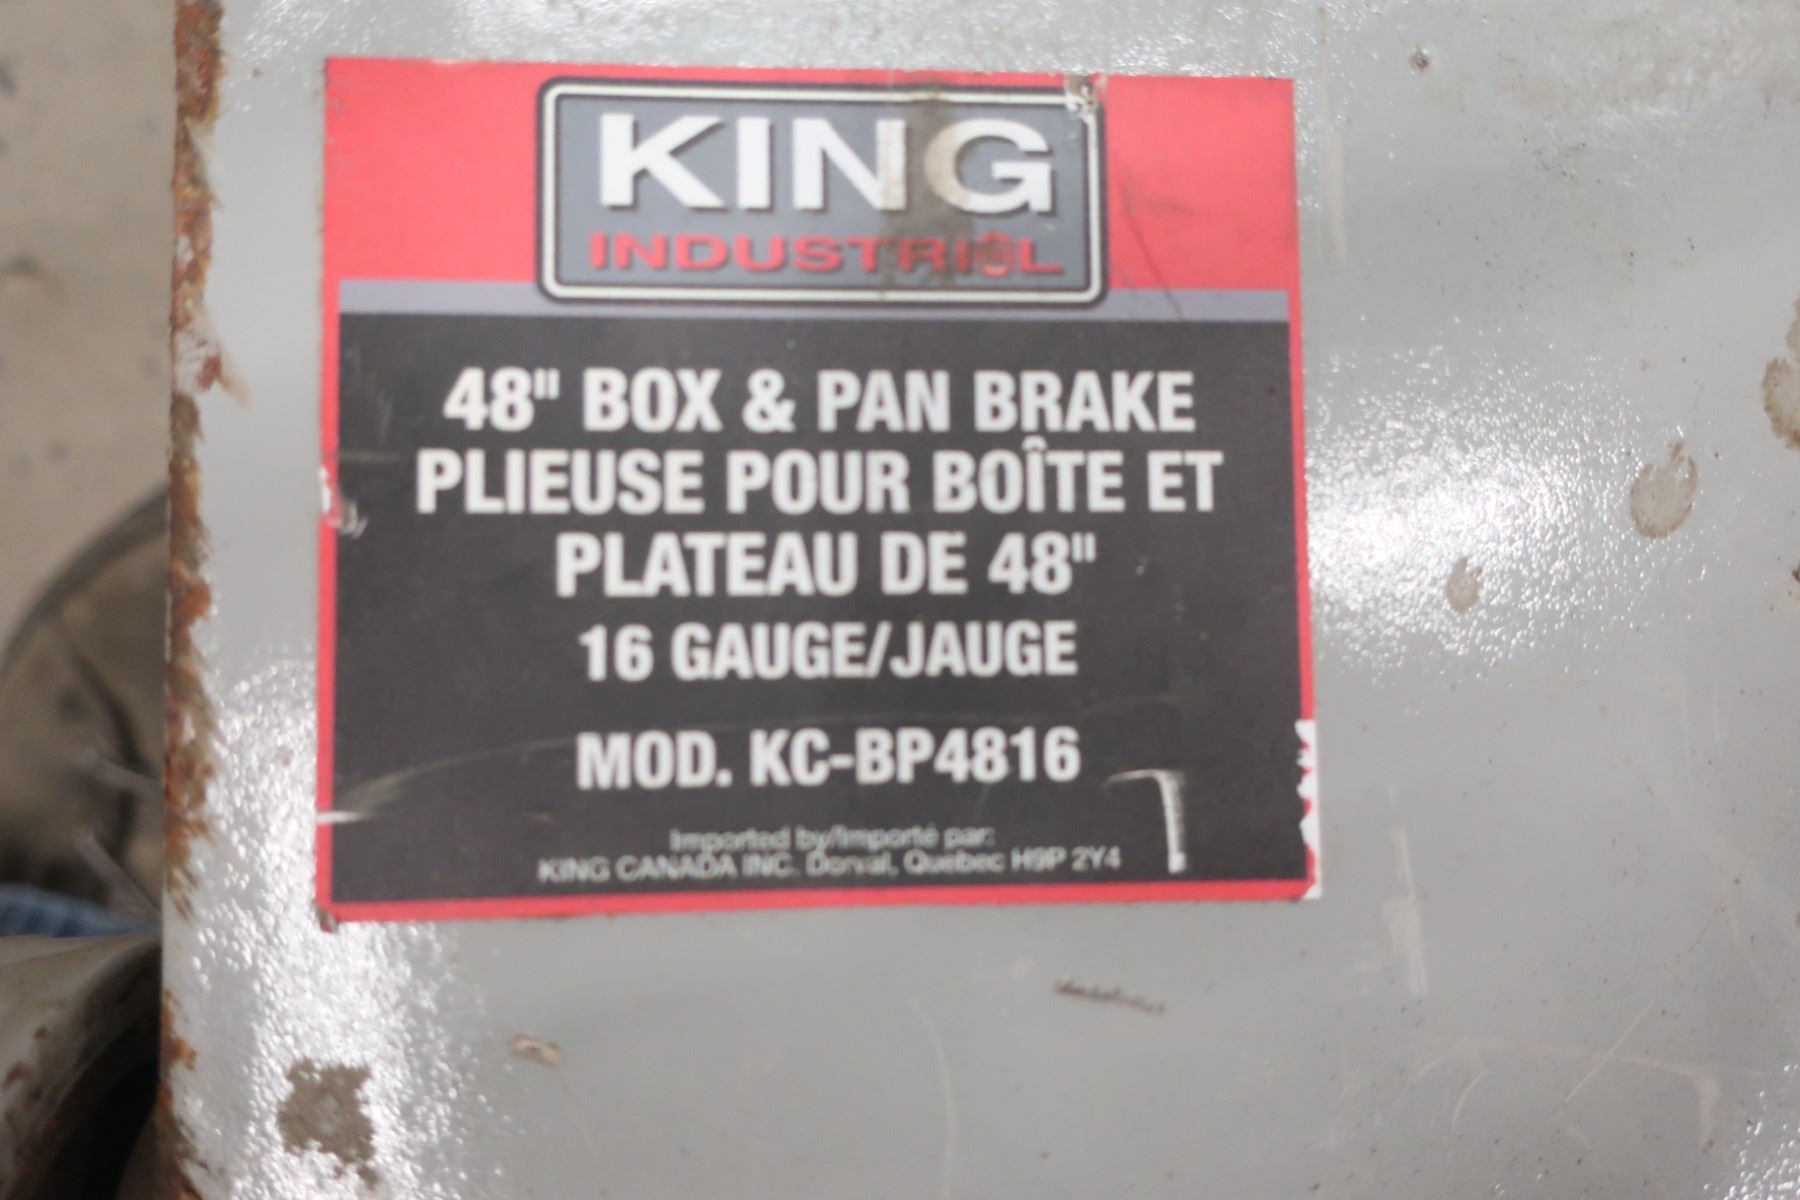 KING
INDUSTRIAL
48" BOX & PAN BRAKE
PLIEUSE POUR BOÎTE ET
PLATEAU DE 48"
16 GAUGE/JAUGE
MOD. KC-BP4816
Imported by/Importé par:
KING CANADA INC. Dorval, Québec H9P 2Y4